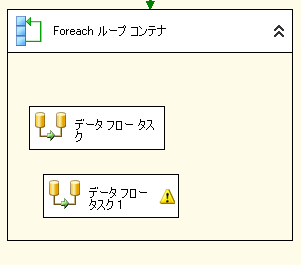 Foreach ループ コンテナ
データ フロー タス
ク
データ フロー
タスク 1